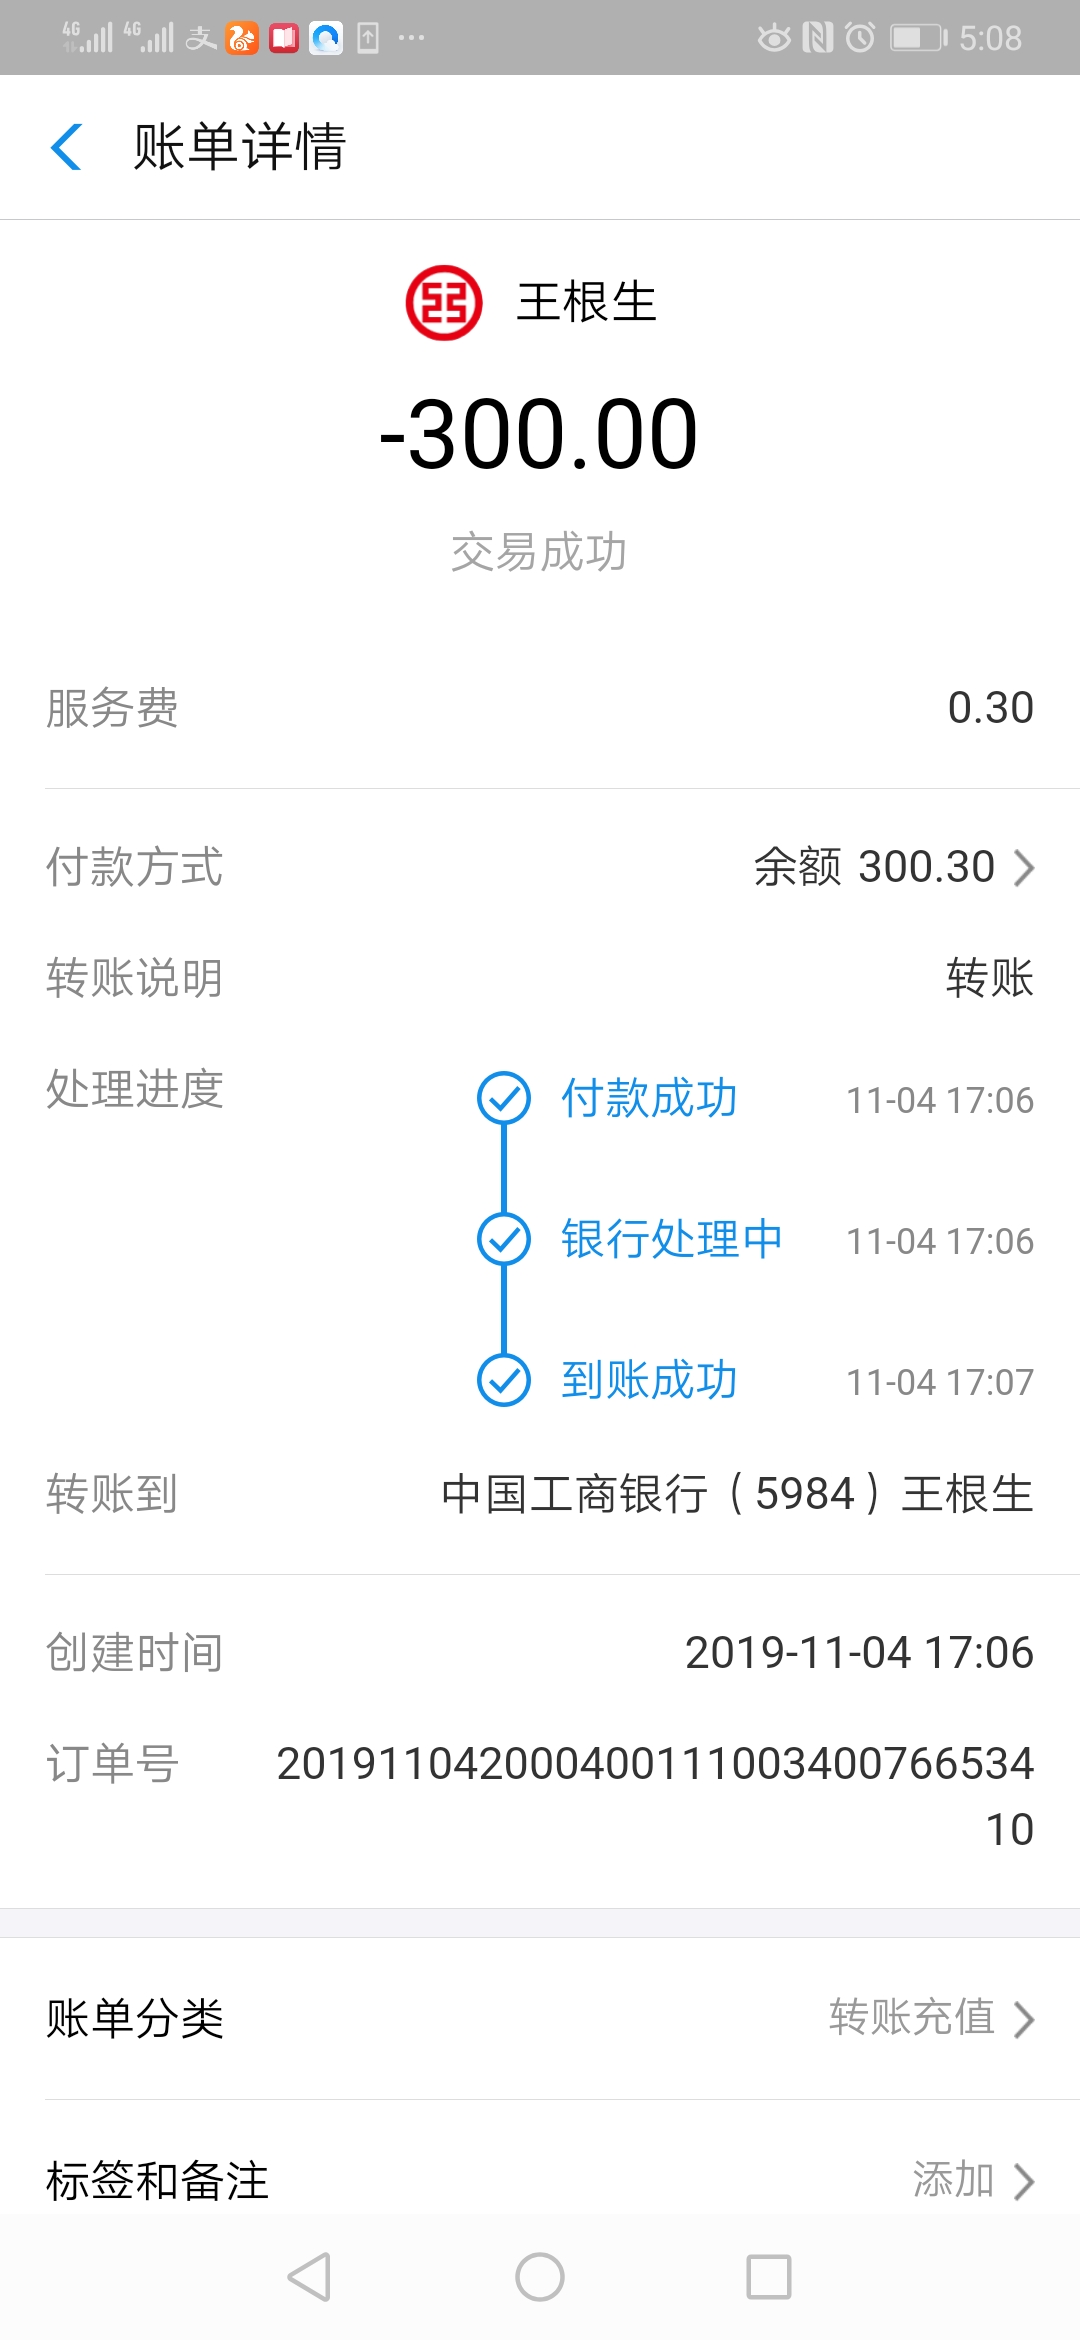 4G 4G 支 5:08
账单详情
王根生
-300.00
交易成功
服务费 0.30
付款方式 余额 300.30
转账说明 转账
处理进度 付款成功 11-04 17:06
银行处理中 11-04 17:06
到账成功 11-04 17:07
转账到 中国工商银行（5984）王根生
创建时间 2019-11-04 17:06
订单号 201911042000400111003400766534
10
账单分类 转账充值
标签和备注 添加